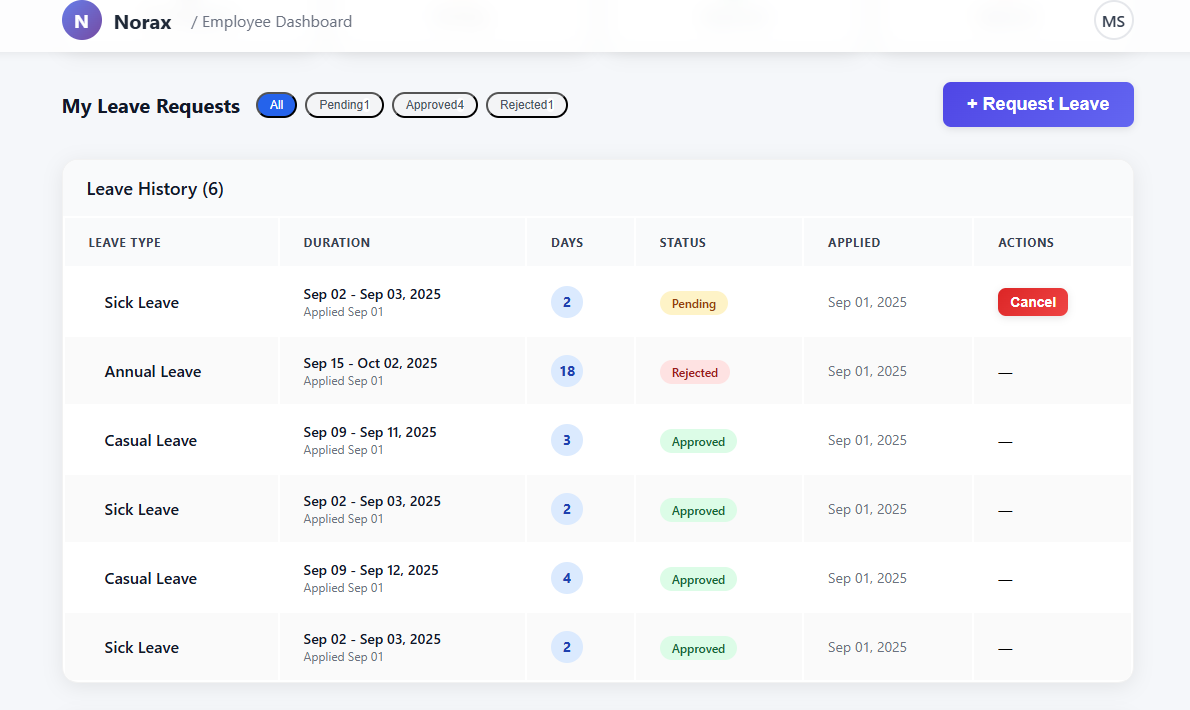 N Norax / Employee Dashboard MS
My Leave Requests All Pending1 Approved4 Rejected1 + Request Leave
Leave History (6)
LEAVE TYPE DURATION DAYS STATUS APPLIED ACTIONS
Sick Leave Sep 02 - Sep 03, 2025 2 Pending Sep 01, 2025 Cancel
Applied Sep 01
Annual Leave Sep 15 - Oct 02, 2025 18 Rejected Sep 01, 2025 —
Applied Sep 01
Casual Leave Sep 09 - Sep 11, 2025 3 Approved Sep 01, 2025 —
Applied Sep 01
Sick Leave Sep 02 - Sep 03, 2025 2 Approved Sep 01, 2025 —
Applied Sep 01
Casual Leave Sep 09 - Sep 12, 2025 4 Approved Sep 01, 2025 —
Applied Sep 01
Sick Leave Sep 02 - Sep 03, 2025 2 Approved Sep 01, 2025 —
Applied Sep 01